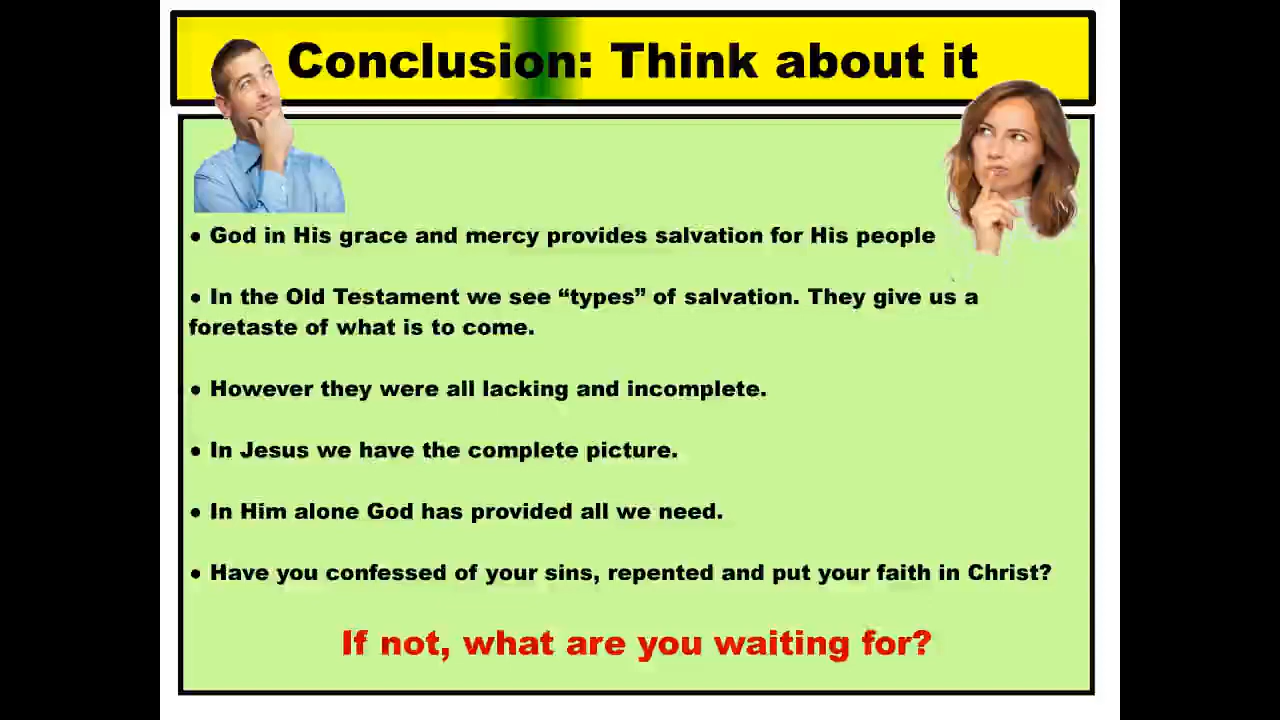 Conclusion: Think about it
● God in His grace and mercy provides salvation for His people
● In the Old Testament we see “types” of salvation. They give us a
foretaste of what is to come.
● However they were all lacking and incomplete.
● In Jesus we have the complete picture.
● In Him alone God has provided all we need.
● Have you confessed of your sins, repented and put your faith in Christ?
If not, what are you waiting for?